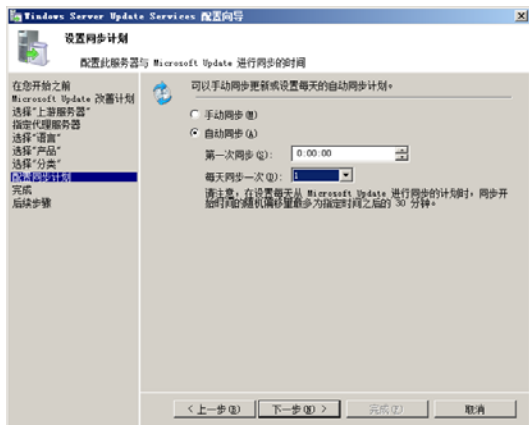 Windows Server Update Services 配置向导
设置同步计划
配置此服务器与 Microsoft Update 进行同步的时间
在您开始之前
Microsoft Update 改善计划
选择“上游服务器”
指定代理服务器
选择“语言”
选择“产品”
选择“分类”
配置同步计划
完成
后续步骤
可以手动同步更新或设置每天的自动同步计划。
手动同步(M)
自动同步(A)
第一次同步(S): 0:00:00
每天同步一次(D): 1
请注意，在设置每天从 Microsoft Update 进行同步的计划时，同步开
始时间的随机偏移量最多为指定时间之后的 30 分钟。
<上一步(B) 下一步(N) > 完成(F) 取消